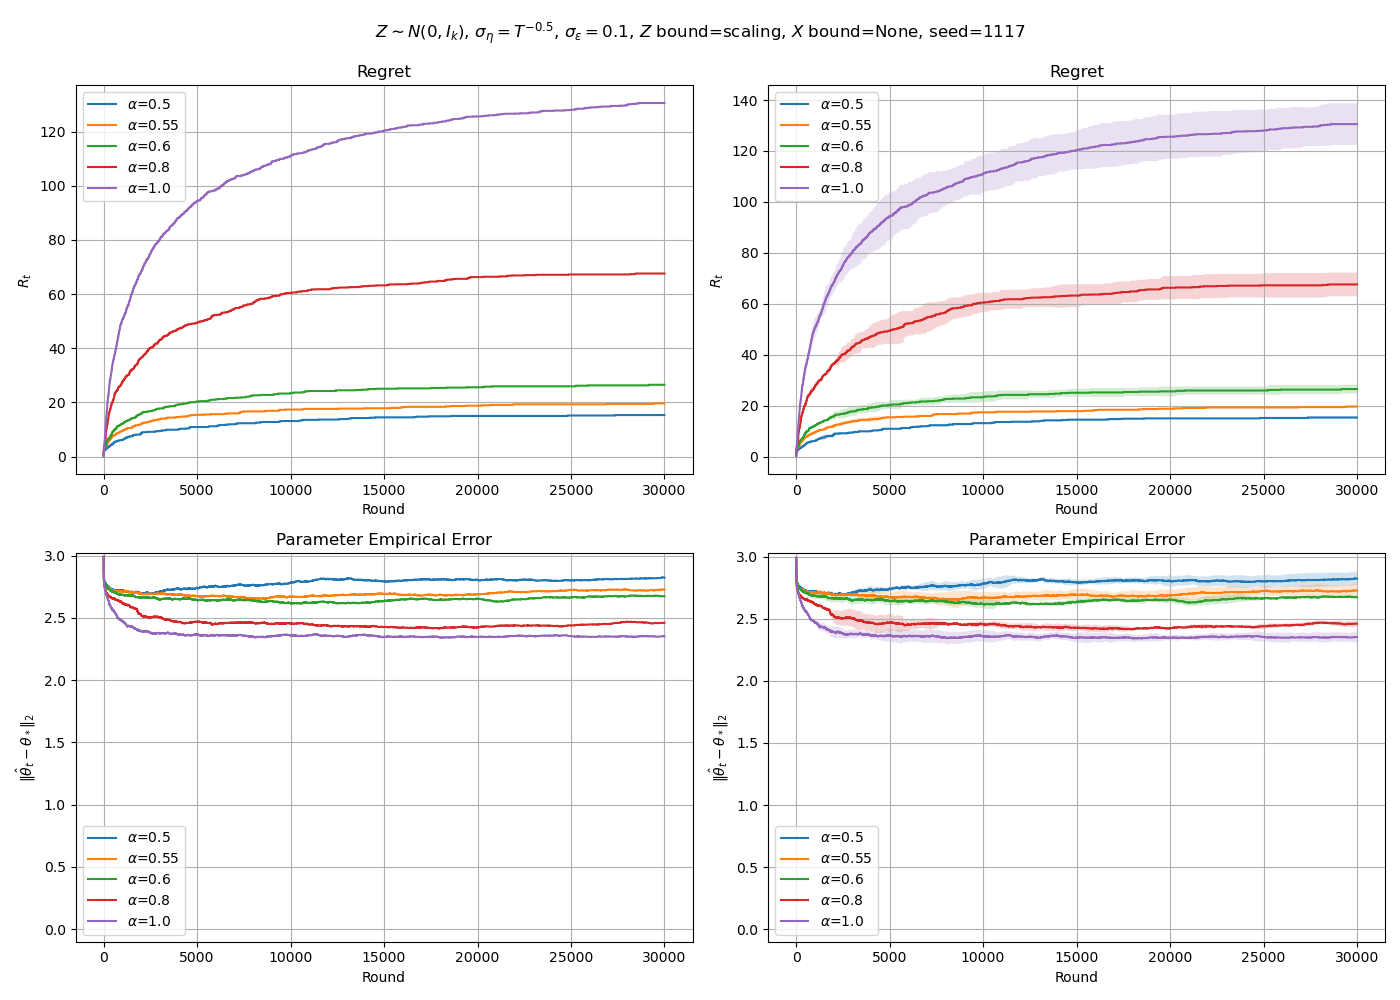 Z ~ N(0, I_k), σ_η = T^{-0.5}, σ_ε = 0.1, Z bound=scaling, X bound=None, seed=1117
Regret
R_t
120
100
80
60
40
20
0
α=0.5
α=0.55
α=0.6
α=0.8
α=1.0
0 5000 10000 15000 20000 25000 30000
Round
Regret
R_t
140
120
100
80
60
40
20
0
α=0.5
α=0.55
α=0.6
α=0.8
α=1.0
0 5000 10000 15000 20000 25000 30000
Round
Parameter Empirical Error
‖θ̂_t − θ_*‖_2
3.0
2.5
2.0
1.5
1.0
0.5
0.0
α=0.5
α=0.55
α=0.6
α=0.8
α=1.0
0 5000 10000 15000 20000 25000 30000
Round
Parameter Empirical Error
‖θ̂_t − θ_*‖_2
3.0
2.5
2.0
1.5
1.0
0.5
0.0
α=0.5
α=0.55
α=0.6
α=0.8
α=1.0
0 5000 10000 15000 20000 25000 30000
Round